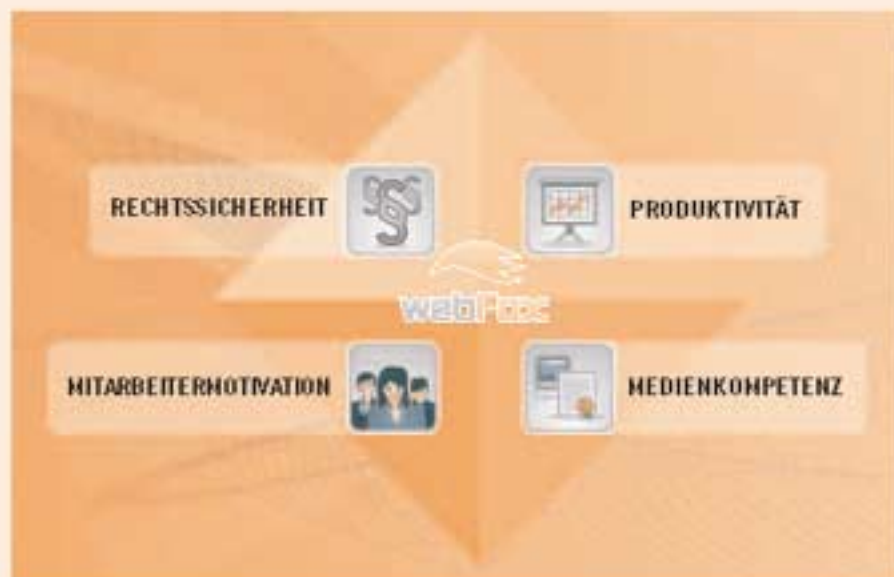 RECHTSSICHERHEIT
PRODUKTIVITÄT
webFox
MITARBEITERMOTIVATION
MEDIENKOMPETENZ